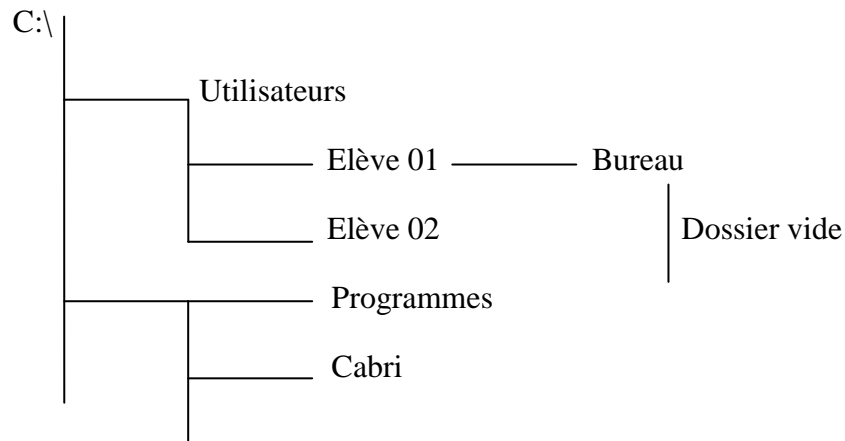 C:\
Utilisateurs
Elève 01 Bureau
Elève 02 Dossier vide
Programmes
Cabri